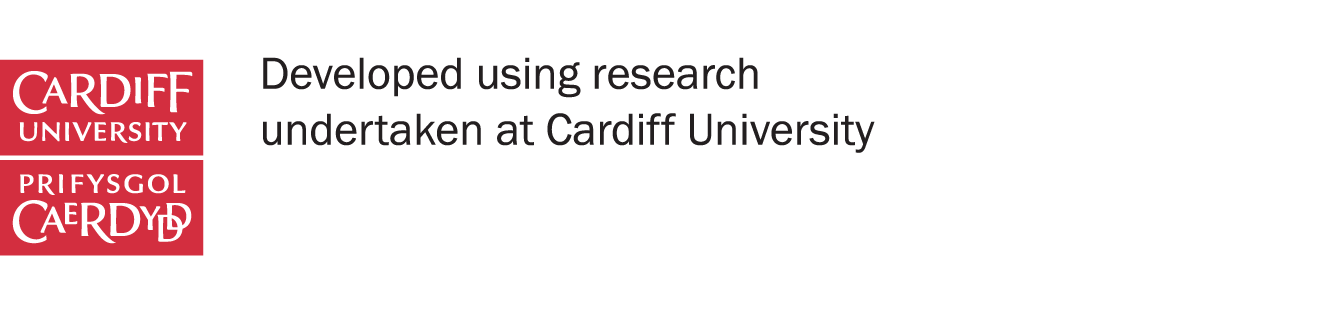 CARDIFF
UNIVERSITY
PRIFYSGOL
CAERDYDD
Developed using research
undertaken at Cardiff University